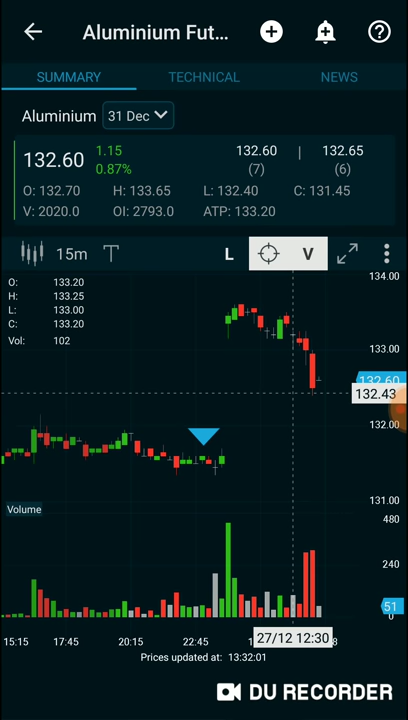 Aluminium Fut...
SUMMARY TECHNICAL NEWS
Aluminium 31 Dec
132.60 1.15 0.87% 132.60 (7) | 132.65 (6)
O: 132.70 H: 133.65 L: 132.40 C: 131.45
V: 2020.0 OI: 2793.0 ATP: 133.20
15m T L V
O: 133.20
H: 133.25
L: 133.00
C: 133.20
Vol: 102
134.00
133.00
132.60
132.43
132.00
131.00
Volume
480
240
51
0
15:15 17:45 20:15 22:45 27/12 12:30
Prices updated at: 13:32:01
DU RECORDER